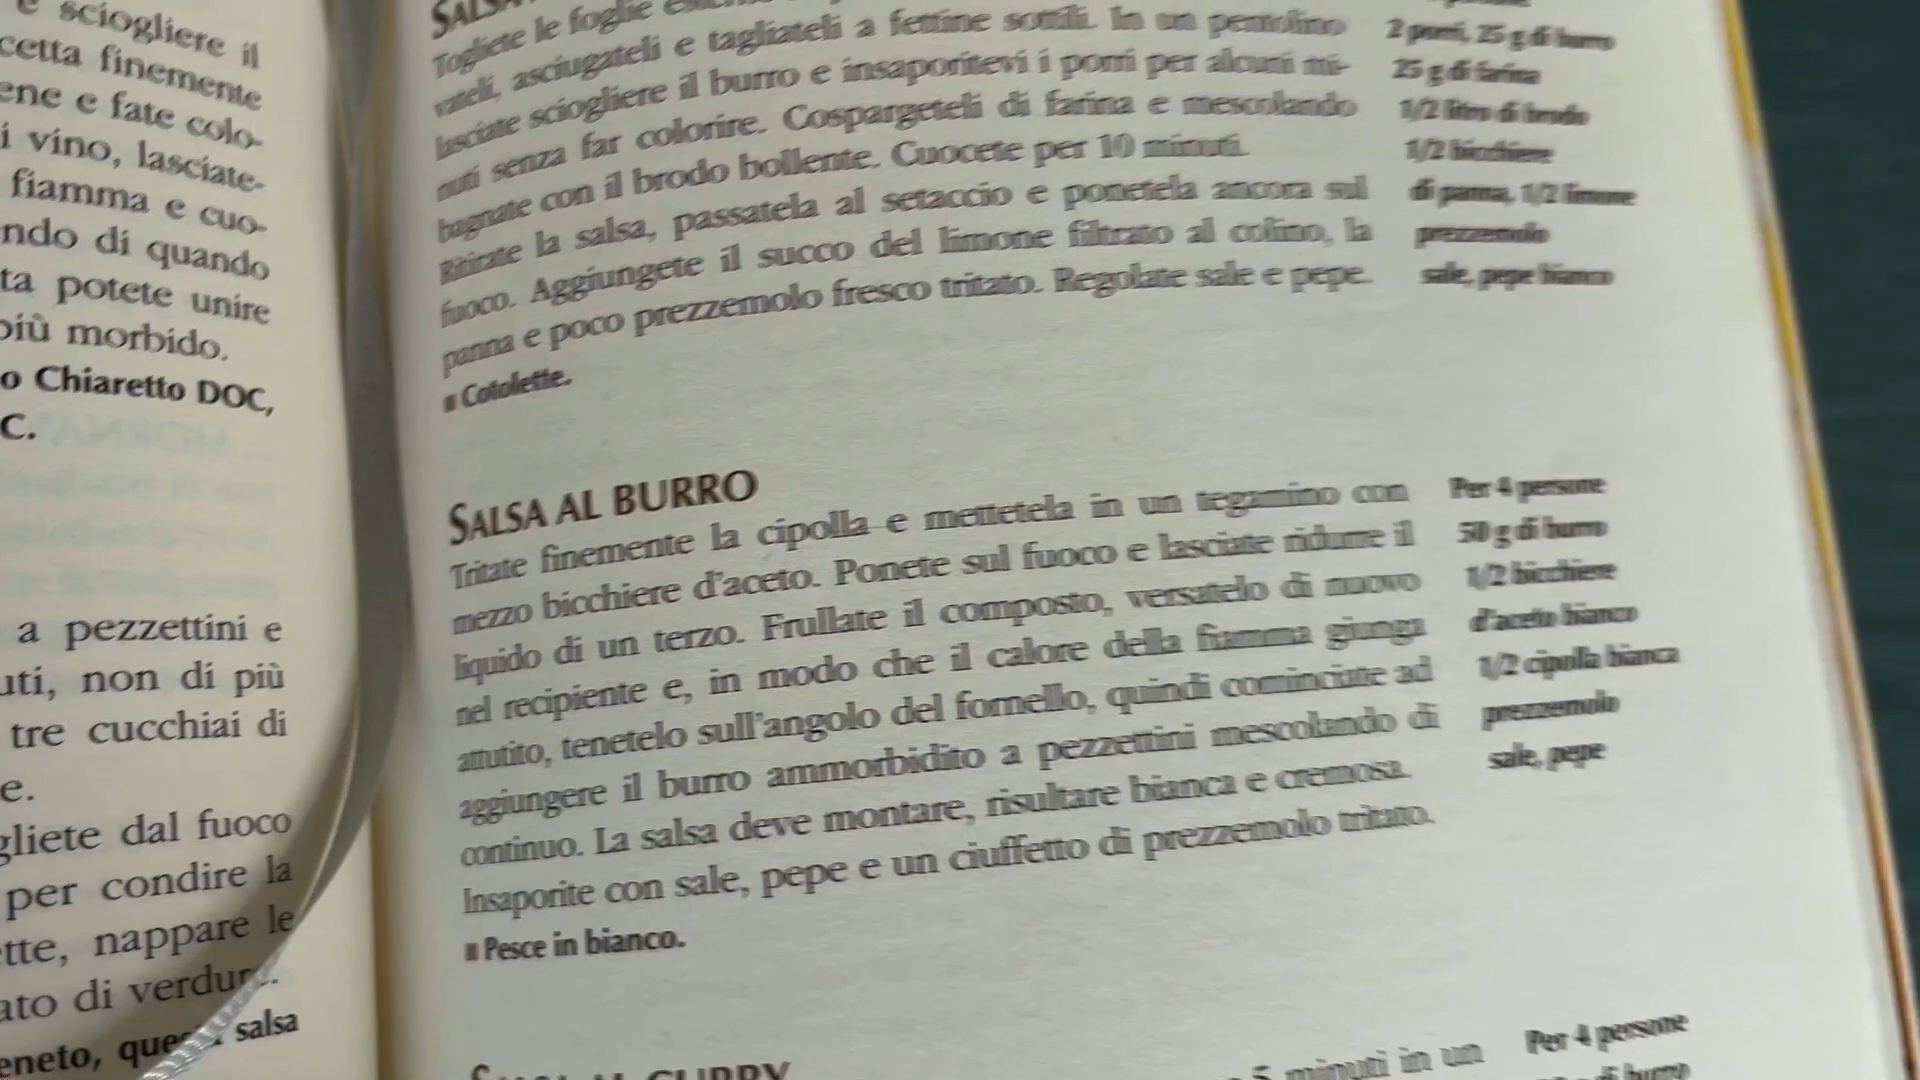 e sciogliere il
cetta finemente
ene e fate colo-
i vino, lasciate-
fiamma e cuo-
ndo di quando
ta potete unire
più morbido.
o Chiaretto DOC,
C.
a pezzettini e
uti, non di più
tre cucchiai di
e.
gliete dal fuoco
per condire la
tte, nappare le
ato di verdure.
eneto, questa salsa
SALSA
Togliete le foglie
vateli, asciugateli e tagliateli a fettine sottili. In un pentolino
lasciate sciogliere il burro e insaporitevi i porri per alcuni mi-
nuti senza far colorire. Cospargeteli di farina e mescolando
bagnate con il brodo bollente. Cuocete per 10 minuti.
Ritirate la salsa, passatela al setaccio e ponetela ancora sul
fuoco. Aggiungete il succo del limone filtrato al colino, la
panna e poco prezzemolo fresco tritato. Regolate sale e pepe.
■ Cotolette.
2 porri, 25 g di burro
25 g di farina
1/2 litro di brodo
1/2 bicchiere
di panna, 1/2 limone
prezzemolo
sale, pepe bianco
SALSA AL BURRO
Tritate finemente la cipolla e mettetela in un tegamino con
mezzo bicchiere d'aceto. Ponete sul fuoco e lasciate ridurre il
liquido di un terzo. Frullate il composto, versatelo di nuovo
nel recipiente e, in modo che il calore della fiamma giunga
attutito, tenetelo sull'angolo del fornello, quindi cominciate ad
aggiungere il burro ammorbidito a pezzettini mescolando di
continuo. La salsa deve montare, risultare bianca e cremosa.
Insaporite con sale, pepe e un ciuffetto di prezzemolo tritato.
■ Pesce in bianco.
Per 4 persone
50 g di burro
1/2 bicchiere
d'aceto bianco
1/2 cipolla bianca
prezzemolo
sale, pepe
SALSA AL CURRY
5 minuti in un
Per 4 persone
di burro